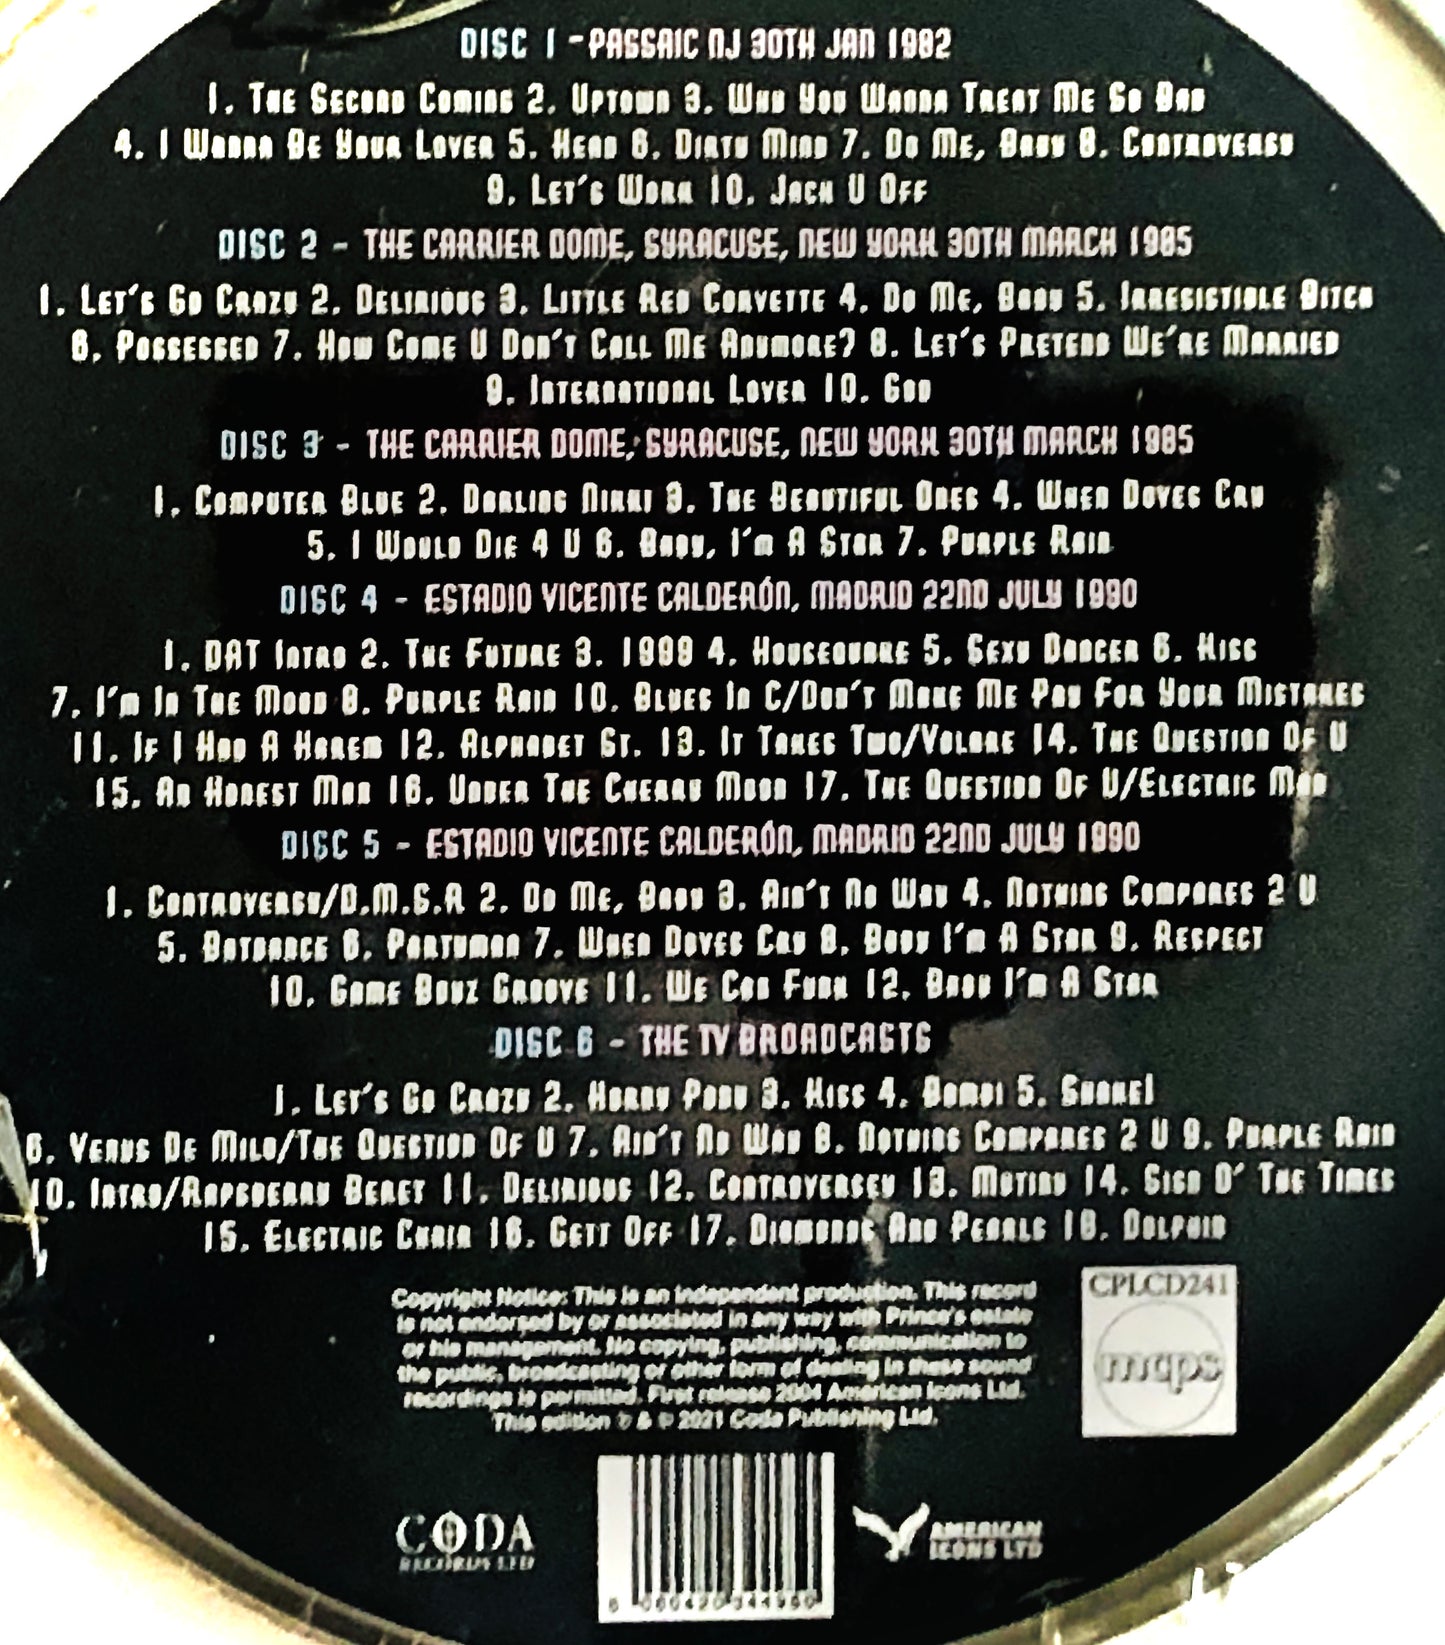 DISC 1 - PASSAIC NJ 30TH JAN 1982
1. The Second Coming 2. Uptown 3. Why You Wanna Treat Me So Bad
4. I Wanna Be Your Lover 5. Head 6. Dirty Mind 7. Do Me, Baby 8. Controversy
9. Let's Work 10. Jack U Off
DISC 2 - THE CARRIER DOME, SYRACUSE, NEW YORK 30TH MARCH 1985
1. Let's Go Crazy 2. Delirious 3. Little Red Corvette 4. Do Me, Baby 5. Irresistible Bitch
6. Possessed 7. How Come U Don't Call Me Anymore? 8. Let's Pretend We're Married
9. International Lover 10. God
DISC 3 - THE CARRIER DOME, SYRACUSE, NEW YORK 30TH MARCH 1985
1. Computer Blue 2. Darling Nikki 3. The Beautiful Ones 4. When Doves Cry
5. I Would Die 4 U 6. Baby, I'm A Star 7. Purple Rain
DISC 4 - ESTADIO VICENTE CALDERÓN, MADRID 22ND JULY 1990
1. DAT Intro 2. The Future 3. 1999 4. Housequake 5. Sexy Dancer 6. Kiss
7. I'm In The Mood 8. Purple Rain 10. Blues In C/Don't Make Me Pay For Your Mistakes
11. If I Had A Harem 12. Alphabet St. 13. It Takes Two/Volare 14. The Question Of U
15. An Honest Man 16. Under The Cherry Moon 17. The Question Of U/Electric Man
DISC 5 - ESTADIO VICENTE CALDERÓN, MADRID 22ND JULY 1990
1. Controversy/D.M.S.R 2. Do Me, Baby 3. Ain't No Way 4. Nothing Compares 2 U
5. Batdance 6. Partyman 7. When Doves Cry 8. Baby I'm A Star 9. Respect
10. Game Boyz Groove 11. We Can Funk 12. Baby I'm A Star
DISC 6 - THE TV BROADCASTS
1. Let's Go Crazy 2. Horny Pony 3. Kiss 4. Bambi 5. Shake!
6. Venus De Milo/The Question Of U 7. Ain't No Way 8. Nothing Compares 2 U 9. Purple Rain
10. Intro/Rapsberry Beret 11. Delirious 12. Controversey 13. Mutiny 14. Sign O' The Times
15. Electric Chair 16. Gett Off 17. Diamonds And Pearls 18. Dolphin
Copyright Notice: This is an independent production. This record
is not endorsed by or associated in any way with Prince's estate
or his management. No copying, publishing, communication to
the public, broadcasting or other form of dealing in these sound
recordings is permitted. First release 2004 American Icons Ltd.
This edition ℗ & © 2021 Coda Publishing Ltd.
CPLCD241
mcps
CODA
RECORDS LTD
AMERICAN
ICONS LTD